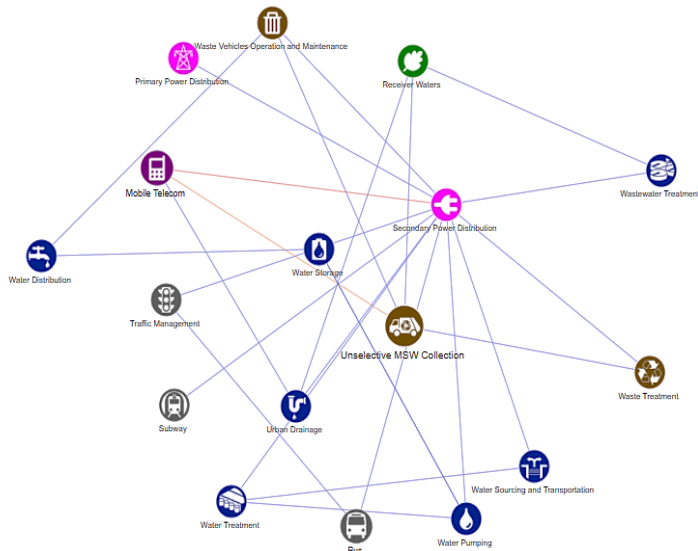 Waste Vehicles Operation and Maintenance
Primary Power Distribution
Receiver Waters
Mobile Telecom
Wastewater Treatment
Secondary Power Distribution
Water Distribution
Water Storage
Traffic Management
Unselective MSW Collection
Waste Treatment
Subway
Urban Drainage
Water Sourcing and Transportation
Water Treatment
Water Pumping
Bus